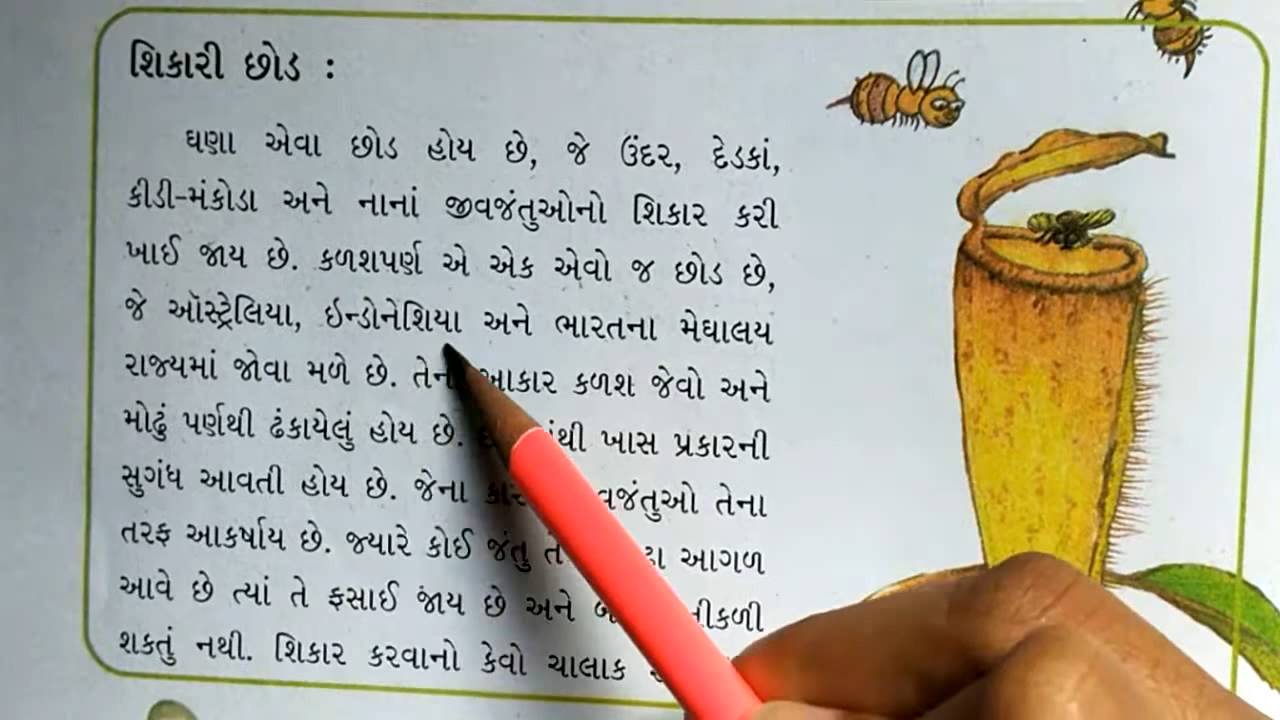 શિકારી છોડ :
ઘણા એવા છોડ હોય છે, જે ઉંદર, દેડકાં,
કીડી-મંકોડા અને નાનાં જીવજંતુઓનો શિકાર કરી
ખાઈ જાય છે. કળશપર્ણ એ એક એવો જ છોડ છે,
જે ઑસ્ટ્રેલિયા, ઇન્ડોનેશિયા અને ભારતના મેઘાલય
રાજ્યમાં જોવા મળે છે. આકાર કળશ જેવો અને
મોઢું પર્ણથી ઢંકાયેલું હોય છે. ખાસ પ્રકારની
સુગંધ આવતી હોય છે. જેના તેના
તરફ આકર્ષાય છે. જ્યારે કોઈ જંતુ આગળ
આવે છે ત્યાં તે ફસાઈ જાય છે અને નીકળી
શકતું નથી. શિકાર કરવાનો કેવો ચાલાક